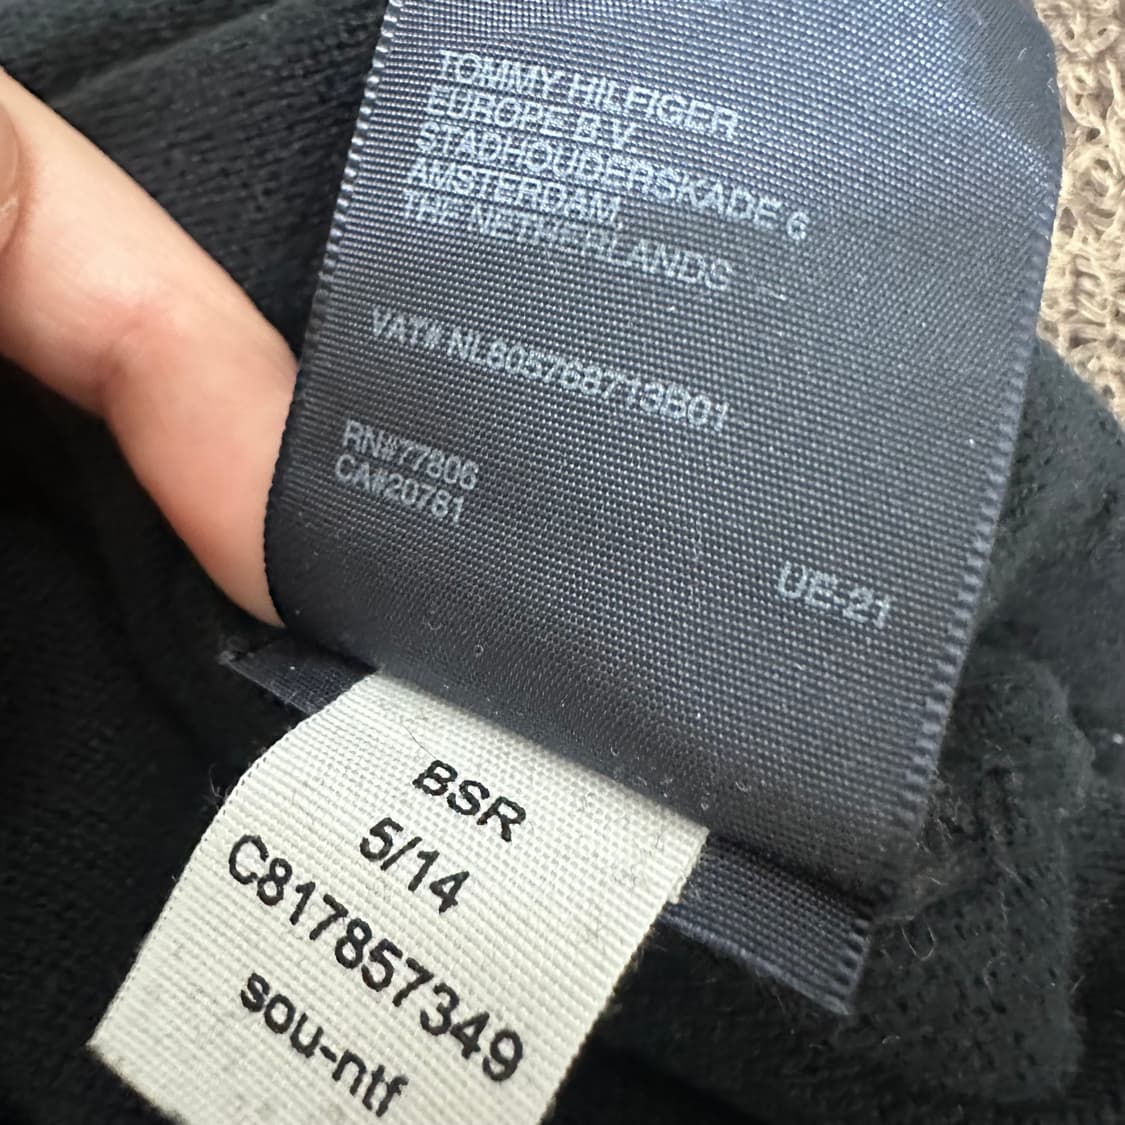 TOMMY HILFIGER
EUROPE B.V.
STADHOUDERSKADE 6
AMSTERDAM,
THE NETHERLANDS
VAT# NL805768713B01
RN#77806
CA#20781
UE-21
BSR
5/14
C817857349
sou-ntf